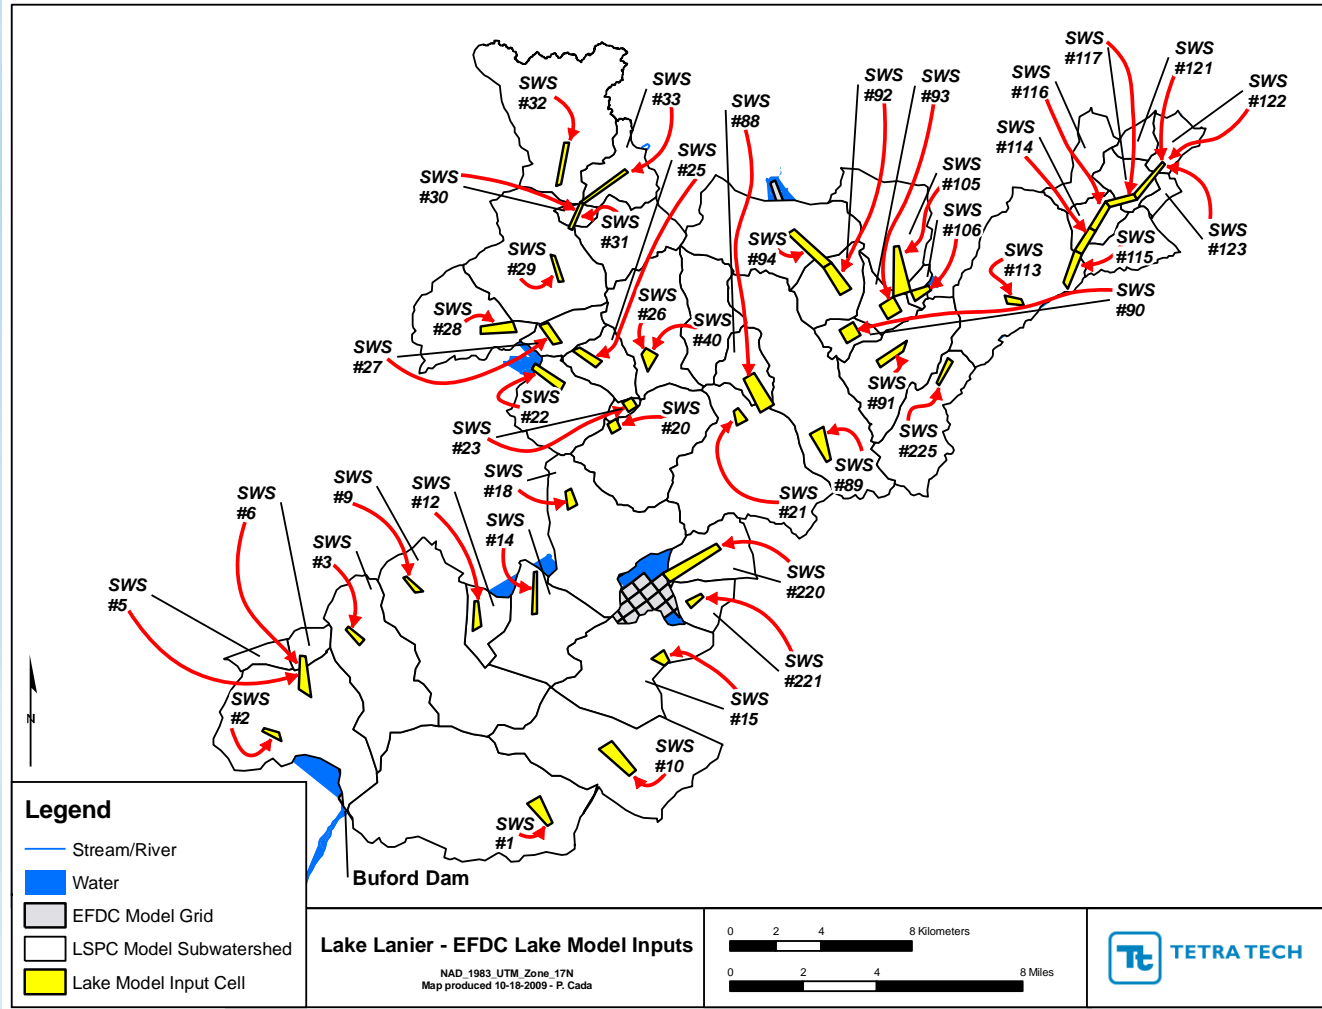 SWS
#117
SWS
#121
SWS
#116
SWS
#122
SWS
#32
SWS
#33
SWS
#92
SWS
#93
SWS
#88
SWS
#114
SWS
#25
SWS
#105
SWS
#30
SWS
#106
SWS
#31
SWS
#94
SWS
#123
SWS
#115
SWS
#29
SWS
#113
SWS
#90
SWS
#28
SWS
#26
SWS
#40
SWS
#27
SWS
#22
SWS
#91
SWS
#20
SWS
#23
SWS
#225
SWS
#89
SWS
#18
SWS
#9
SWS
#12
SWS
#6
SWS
#21
SWS
#14
SWS
#3
SWS
#220
SWS
#5
SWS
#221
SWS
#2
SWS
#15
SWS
#10
SWS
#1
N
Buford Dam
Legend
Stream/River
Water
EFDC Model Grid
LSPC Model Subwatershed
Lake Model Input Cell
Lake Lanier - EFDC Lake Model Inputs
NAD_1983_UTM_Zone_17N
Map produced 10-18-2009 - P. Cada
0 2 4 8 Kilometers
0 2 4 8 Miles
Tt TETRA TECH